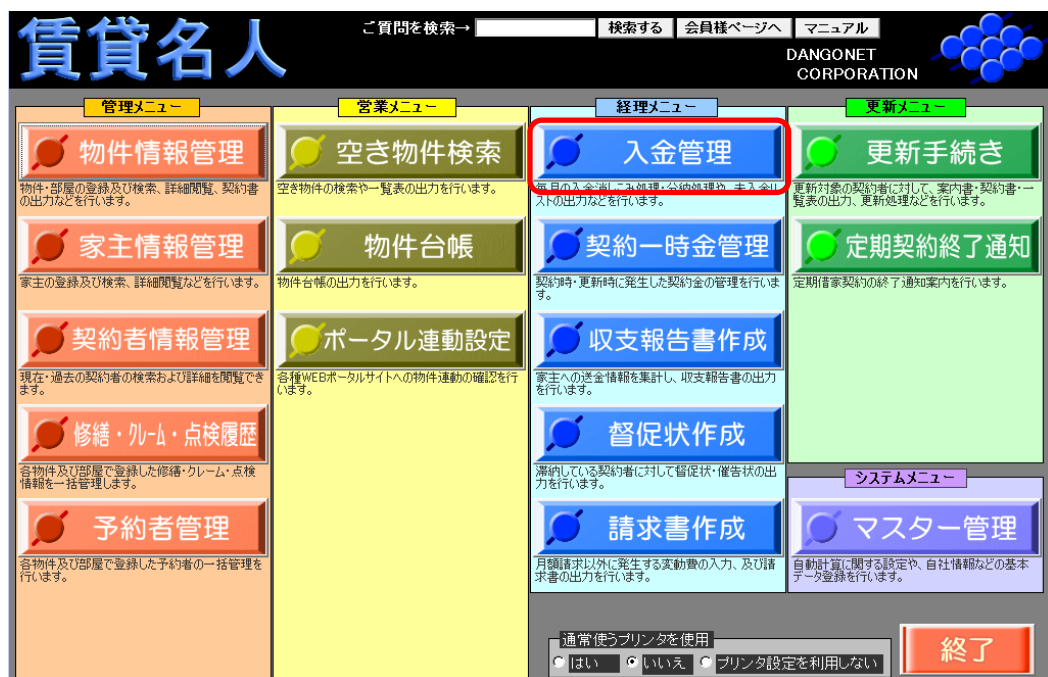 賃貸名人
ご質問を検索→
検索する
会員様ページへ
マニュアル
DANGONET
CORPORATION
管理メニュー
物件情報管理
物件・部屋の登録及び検索、詳細閲覧、契約書
の出力などを行います。
家主情報管理
家主の登録及び検索、詳細閲覧などを行います。
契約者情報管理
現在・過去の契約者の検索および詳細を閲覧でき
ます。
修繕・クレーム・点検履歴
各物件及び部屋で登録した修繕・クレーム・点検
情報を一括管理します。
予約者管理
各物件及び部屋で登録した予約者の一括管理を
行います。
営業メニュー
空き物件検索
空き物件の検索や一覧表の出力を行います。
物件台帳
物件台帳の出力を行います。
ポータル連動設定
各種WEBポータルサイトへの物件連動の確認を行
います。
経理メニュー
入金管理
毎月の入金消しこみ処理・分納処理や、未入金リ
ストの出力などを行います。
契約一時金管理
契約時・更新時に発生した契約金の管理を行いま
す。
収支報告書作成
家主への送金情報を集計し、収支報告書の出力
を行います。
督促状作成
滞納している契約者に対して督促状・催告状の出
力を行います。
請求書作成
月額請求以外に発生する変動費の入力、及び請
求書の出力を行います。
更新メニュー
更新手続き
更新対象の契約者に対して、案内書・契約書・一
覧表の出力、更新処理などを行います。
定期契約終了通知
定期借家契約の終了通知案内を行います。
システムメニュー
マスター管理
自動計算に関する設定や、自社情報などの基本
データ登録を行います。
通常使うプリンタを使用
はい
いいえ
プリンタ設定を利用しない
終了